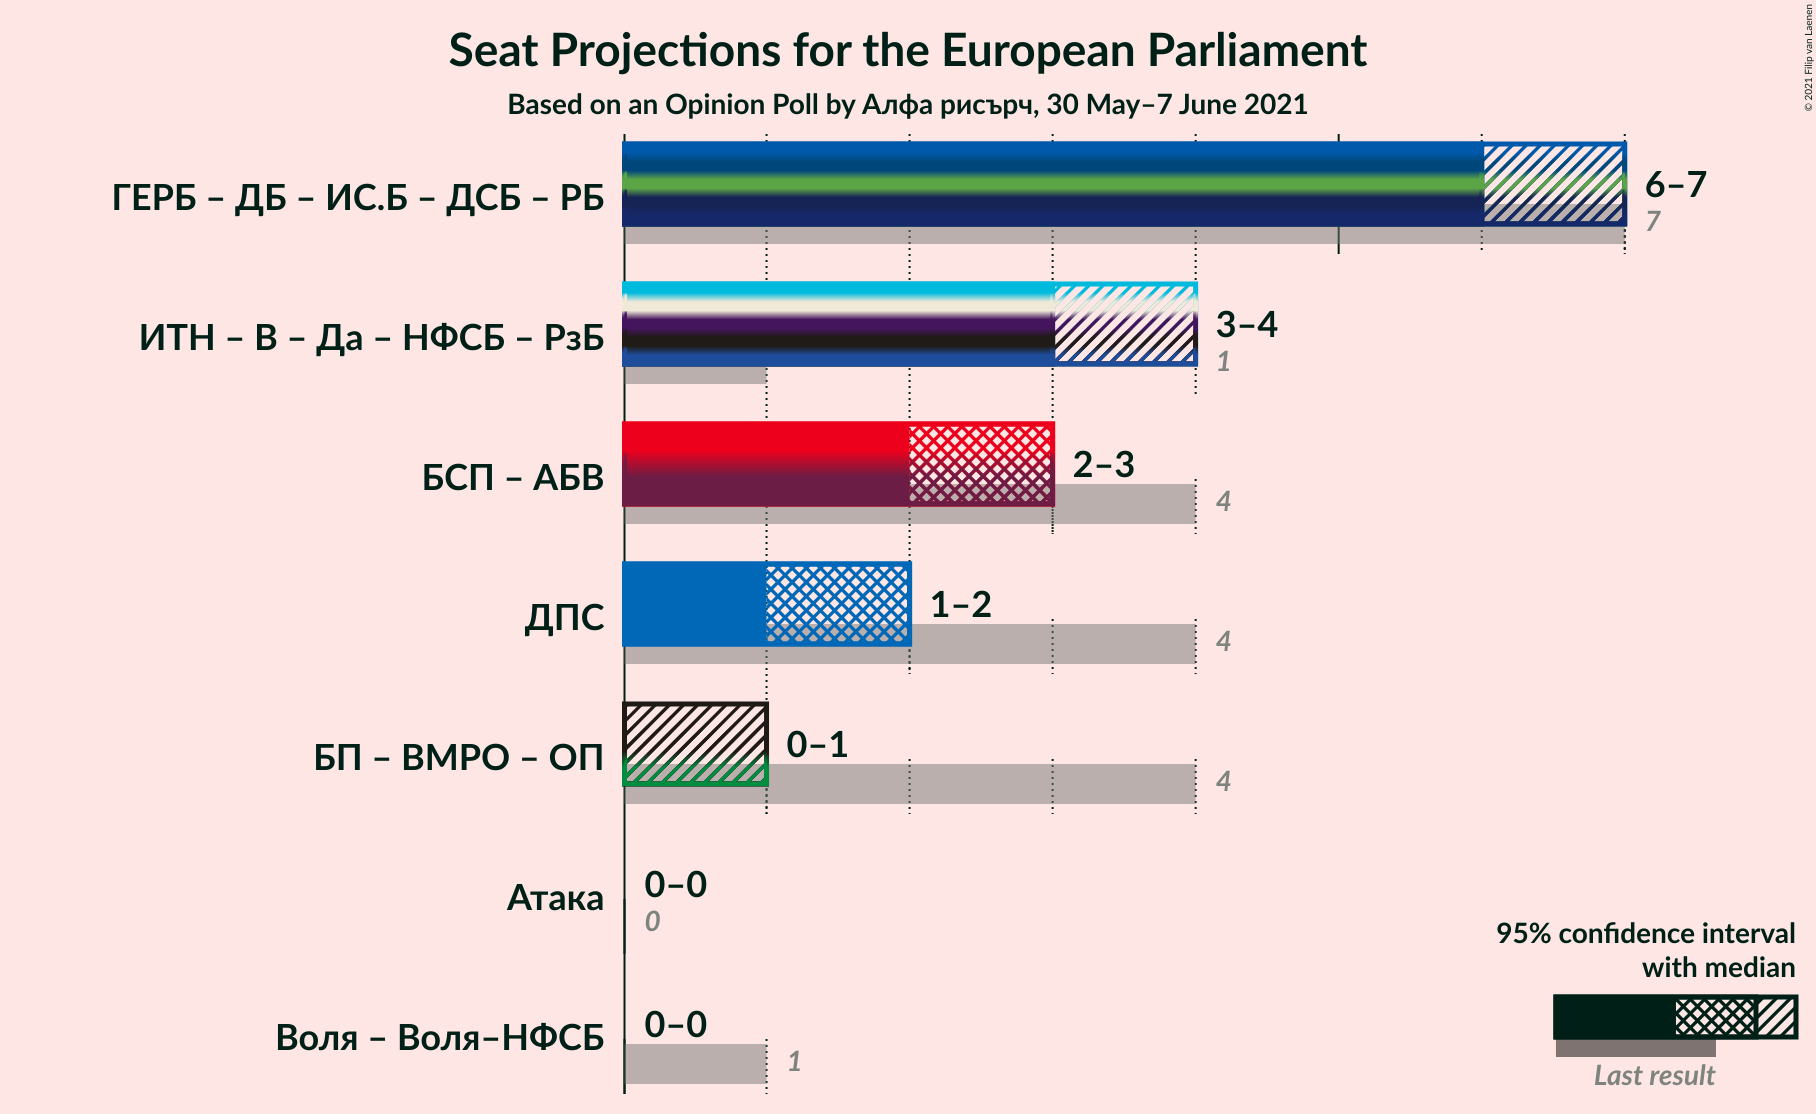 Seat Projections for the European Parliament
Based on an Opinion Poll by Алфа рисърч, 30 May–7 June 2021
© 2021 Filip van Laenen
ГЕРБ – ДБ – ИС.Б – ДСБ – РБ
6–7
7
ИТН – В – Да – НФСБ – РзБ
3–4
1
БСП – АБВ
2–3
4
ДПС
1–2
4
БП – ВМРО – ОП
0–1
4
Атака
0–0
0
Воля – Воля–НФСБ
0–0
1
95% confidence interval
with median
Last result